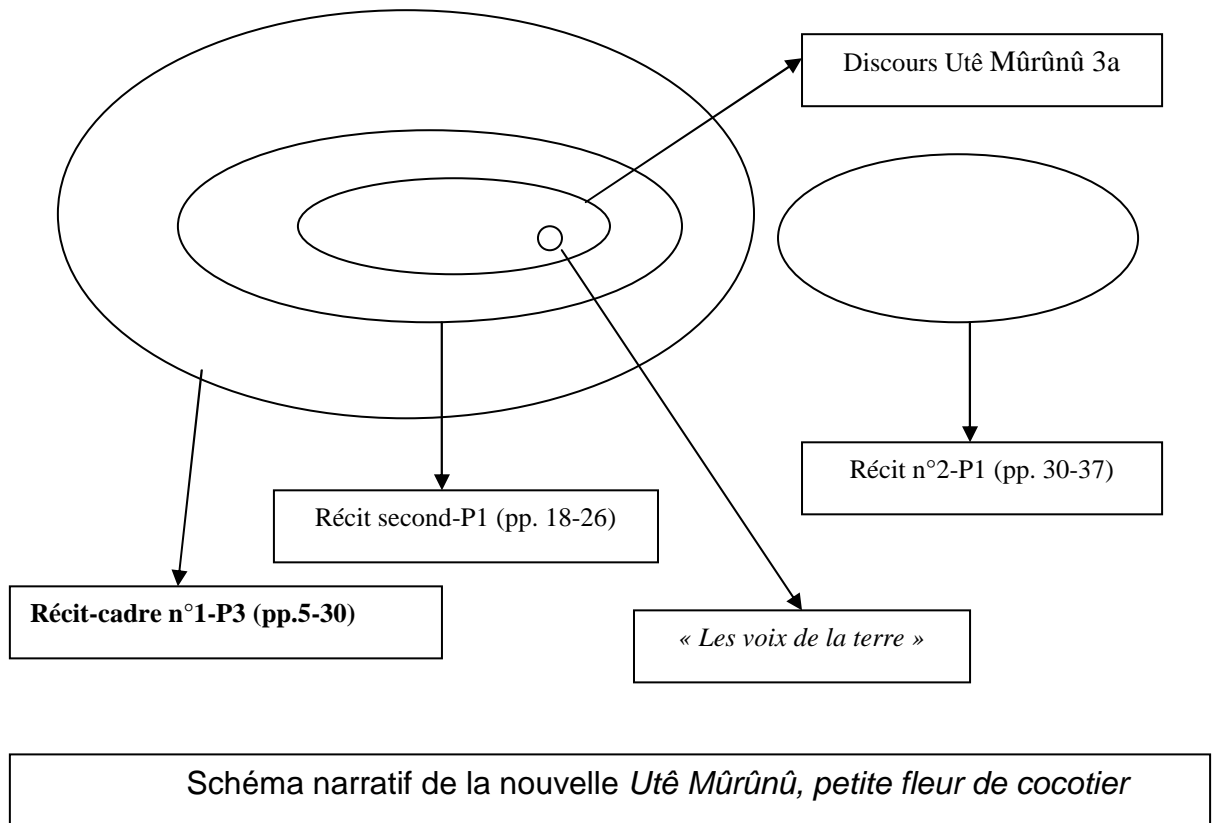 Discours Utê Mûrûnû 3a
Récit n°2-P1 (pp. 30-37)
Récit second-P1 (pp. 18-26)
Récit-cadre n°1-P3 (pp.5-30)
« Les voix de la terre »
Schéma narratif de la nouvelle Utê Mûrûnû, petite fleur de cocotier